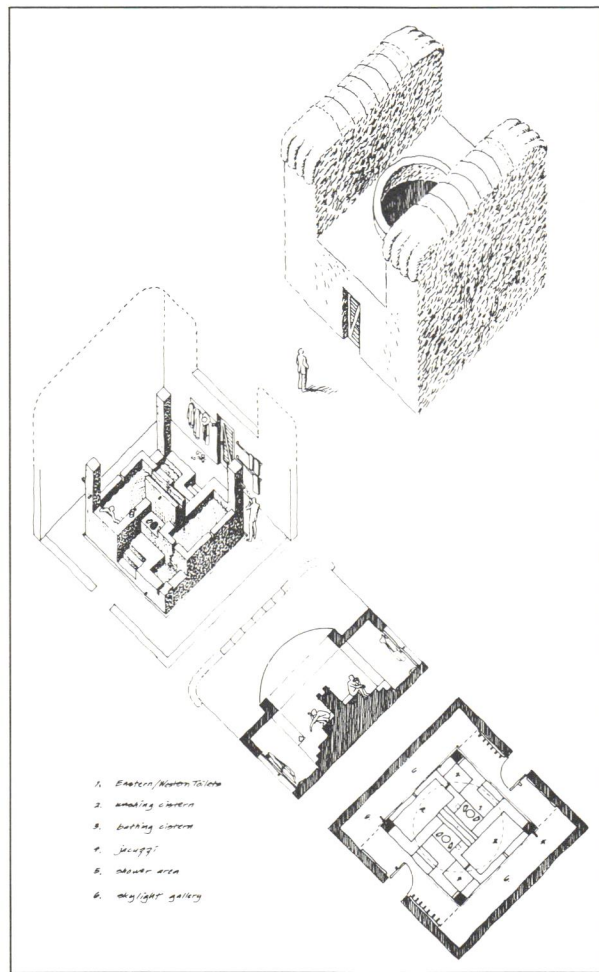 1. Eastern/Western Toilets
2. washing cistern
3. bathing cistern
4. jacuzzi
5. shower area
6. skylight gallery